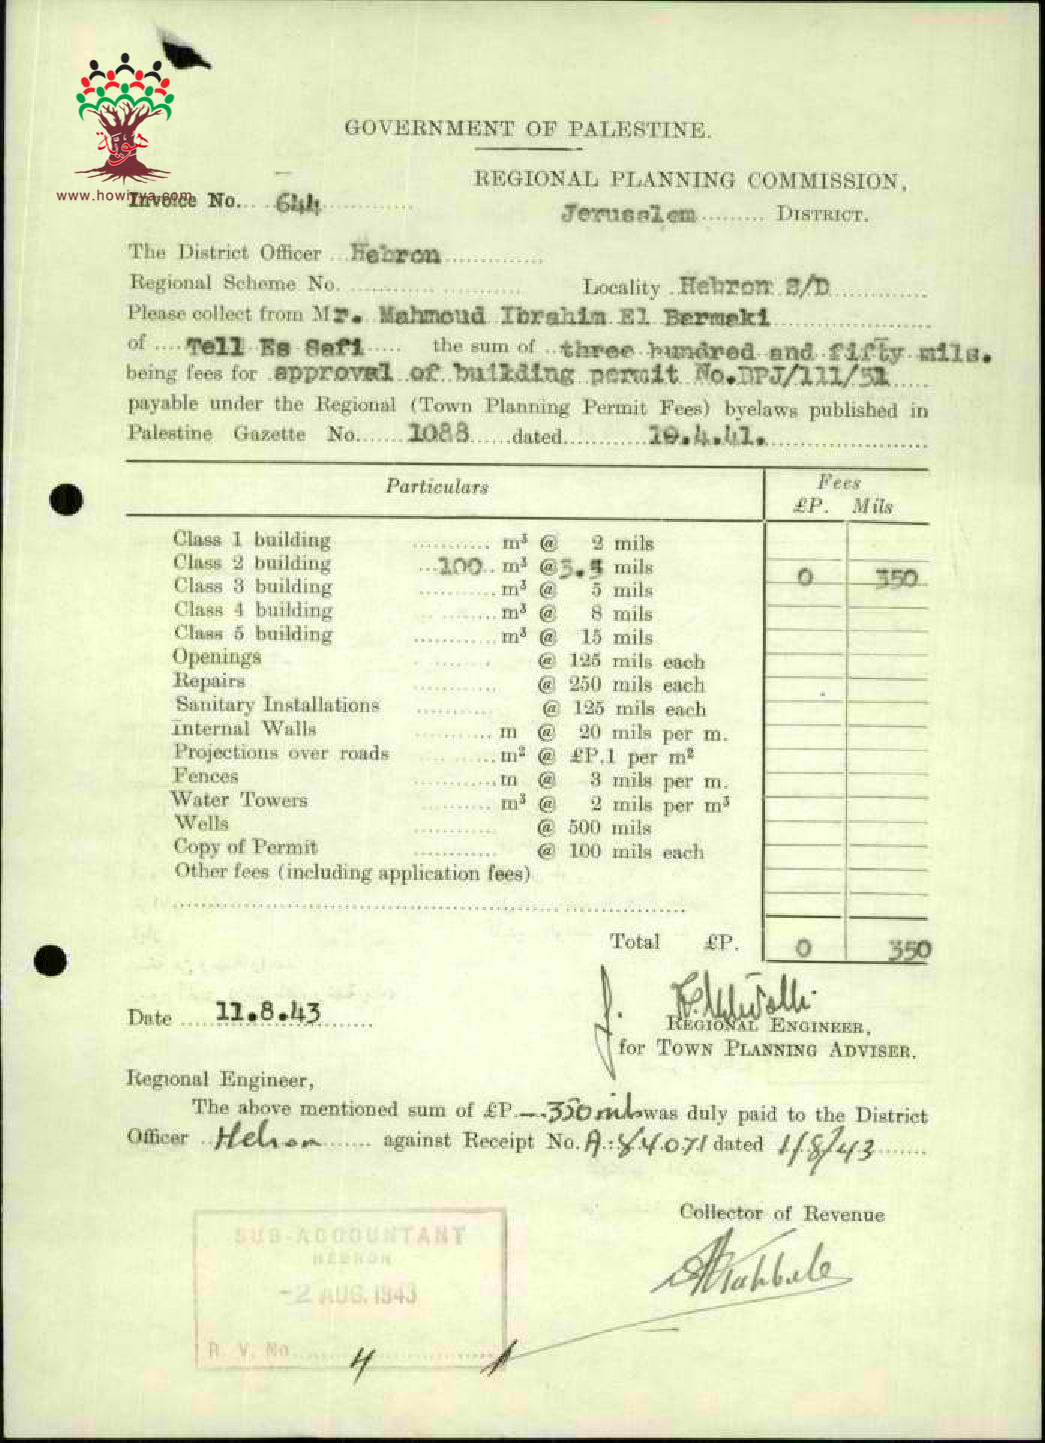 هوية
www.howiyya.com
GOVERNMENT OF PALESTINE.
REGIONAL PLANNING COMMISSION,
Invoice No. 644
Jerusalem DISTRICT.
The District Officer Hebron
Regional Scheme No. Locality Hebron S/D
Please collect from Mr. Mahmoud Ibrahim El Barmaki
of Tell Es Safi the sum of three hundred and fifty mils.
being fees for approval of building permit No.DPJ/111/51
payable under the Regional (Town Planning Permit Fees) byelaws published in
Palestine Gazette No. 1088 dated 19.4.41.
Particulars Fees
£P. Mils
Class 1 building m³ @ 2 mils
Class 2 building 100 m³ @ 3.5 mils 0 350
Class 3 building m³ @ 5 mils
Class 4 building m³ @ 8 mils
Class 5 building m³ @ 15 mils
Openings @ 125 mils each
Repairs @ 250 mils each
Sanitary Installations @ 125 mils each
Internal Walls m @ 20 mils per m.
Projections over roads m² @ £P.1 per m²
Fences m @ 3 mils per m.
Water Towers m³ @ 2 mils per m³
Wells @ 500 mils
Copy of Permit @ 100 mils each
Other fees (including application fees)
Total £P. 0 350
Date 11.8.43
REGIONAL ENGINEER,
for TOWN PLANNING ADVISER.
Regional Engineer,
The above mentioned sum of £P.—.350 mils was duly paid to the District
Officer Hebron against Receipt No. A:84071 dated 1/8/43
Collector of Revenue
SUB-ACCOUNTANT
HEBRON
-2 AUG. 1943
R. V. No.
4